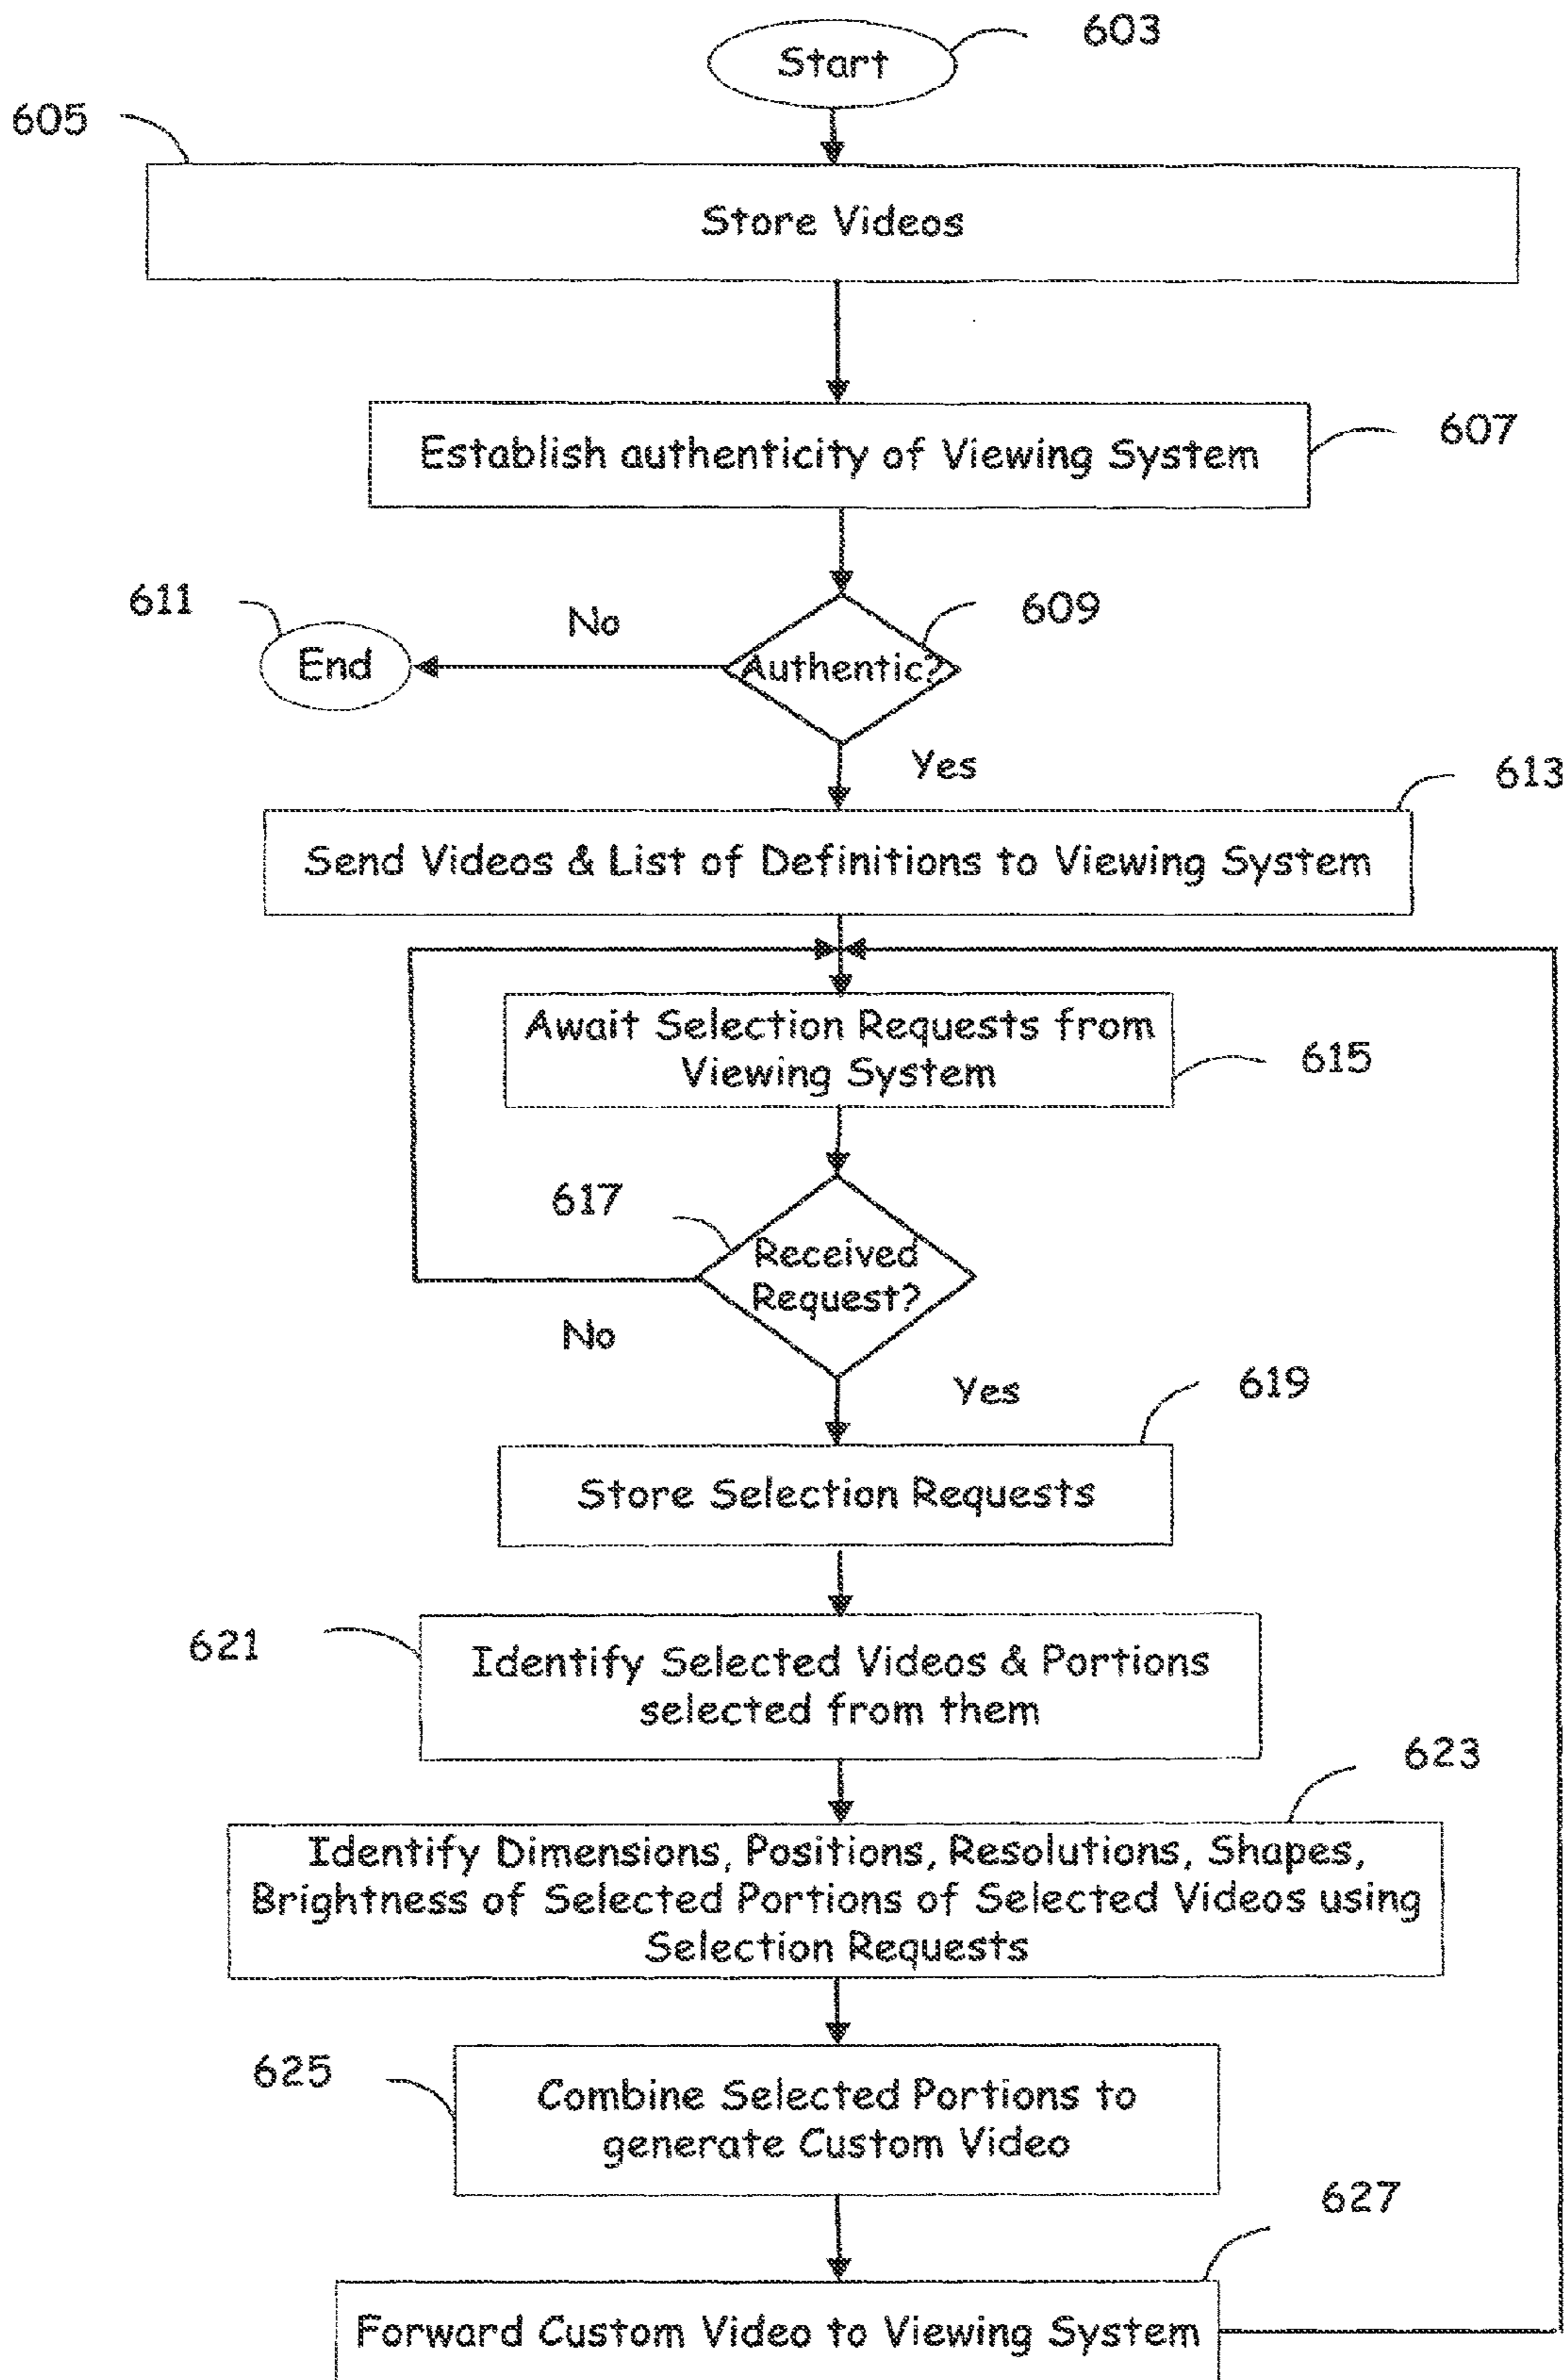 603
Start
605
Store Videos
607
Establish authenticity of Viewing System
611
No
609
End
Authentic?
Yes
613
Send Videos & List of Definitions to Viewing System
Await Selection Requests from
Viewing System
615
617
Received
Request?
No
Yes
619
Store Selection Requests
621
Identify Selected Videos & Portions
selected from them
623
Identify Dimensions, Positions, Resolutions, Shapes,
Brightness of Selected Portions of Selected Videos using
Selection Requests
625
Combine Selected Portions to
generate Custom Video
627
Forward Custom Video to Viewing System